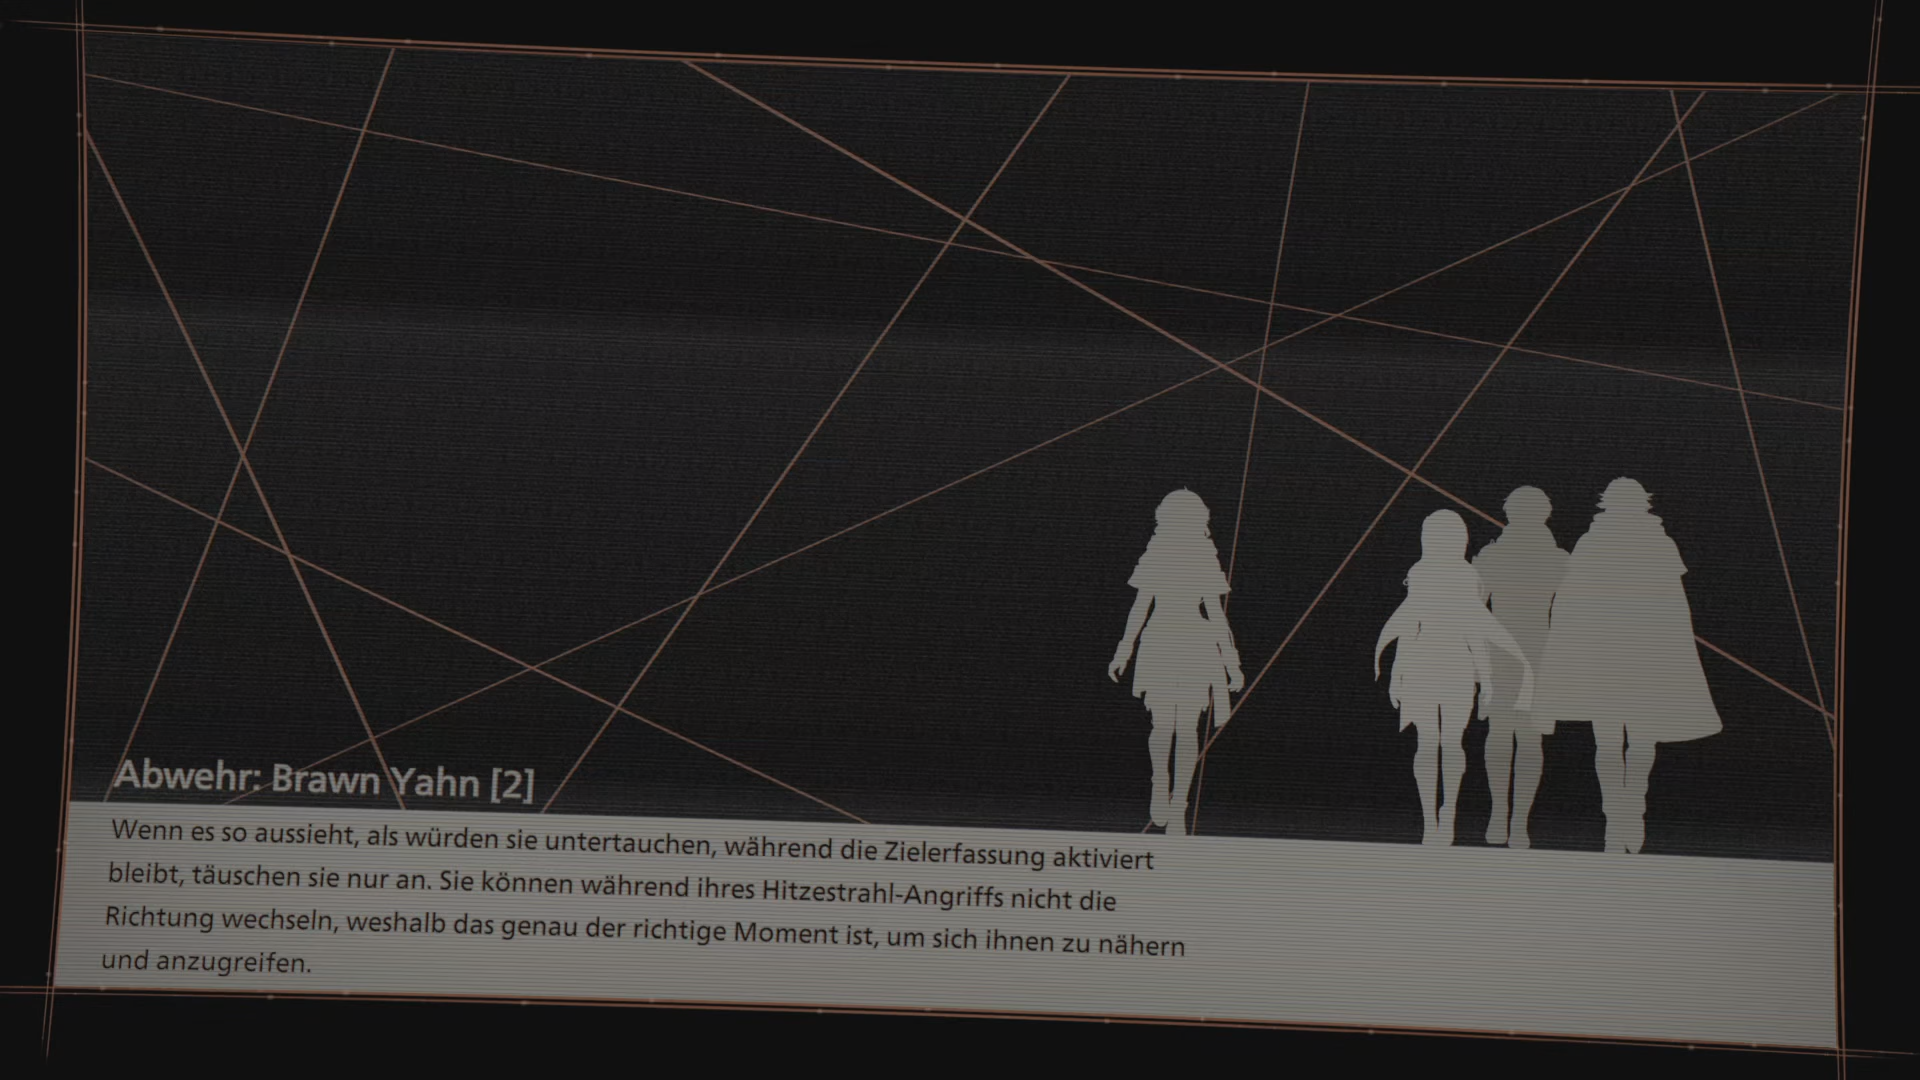 Abwehr: Brawn Yahn [2]
Wenn es so aussieht, als würden sie untertauchen, während die Zielerfassung aktiviert
bleibt, täuschen sie nur an. Sie können während ihres Hitzestrahl-Angriffs nicht die
Richtung wechseln, weshalb das genau der richtige Moment ist, um sich ihnen zu nähern
und anzugreifen.